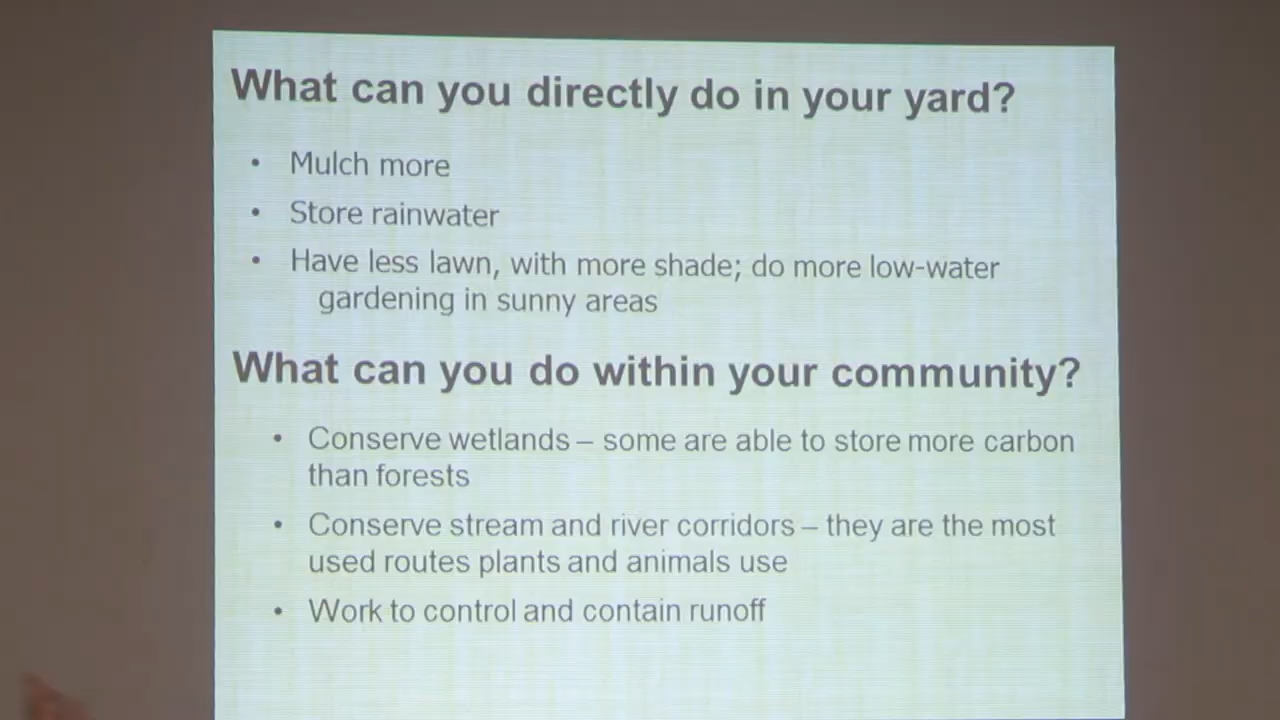 What can you directly do in your yard?
• Mulch more
• Store rainwater
• Have less lawn, with more shade; do more low-water
gardening in sunny areas
What can you do within your community?
• Conserve wetlands – some are able to store more carbon
than forests
• Conserve stream and river corridors – they are the most
used routes plants and animals use
• Work to control and contain runoff